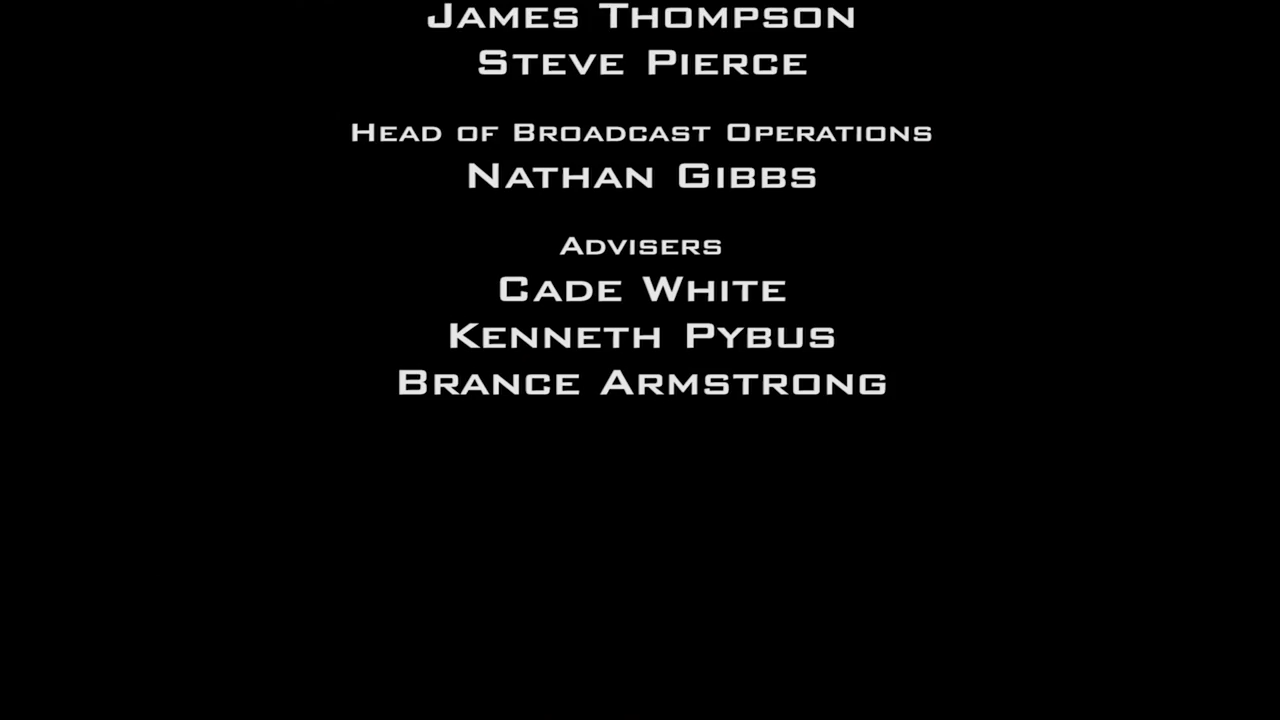 James Thompson
Steve Pierce
Head of Broadcast Operations
Nathan Gibbs
Advisers
Cade White
Kenneth Pybus
Brance Armstrong